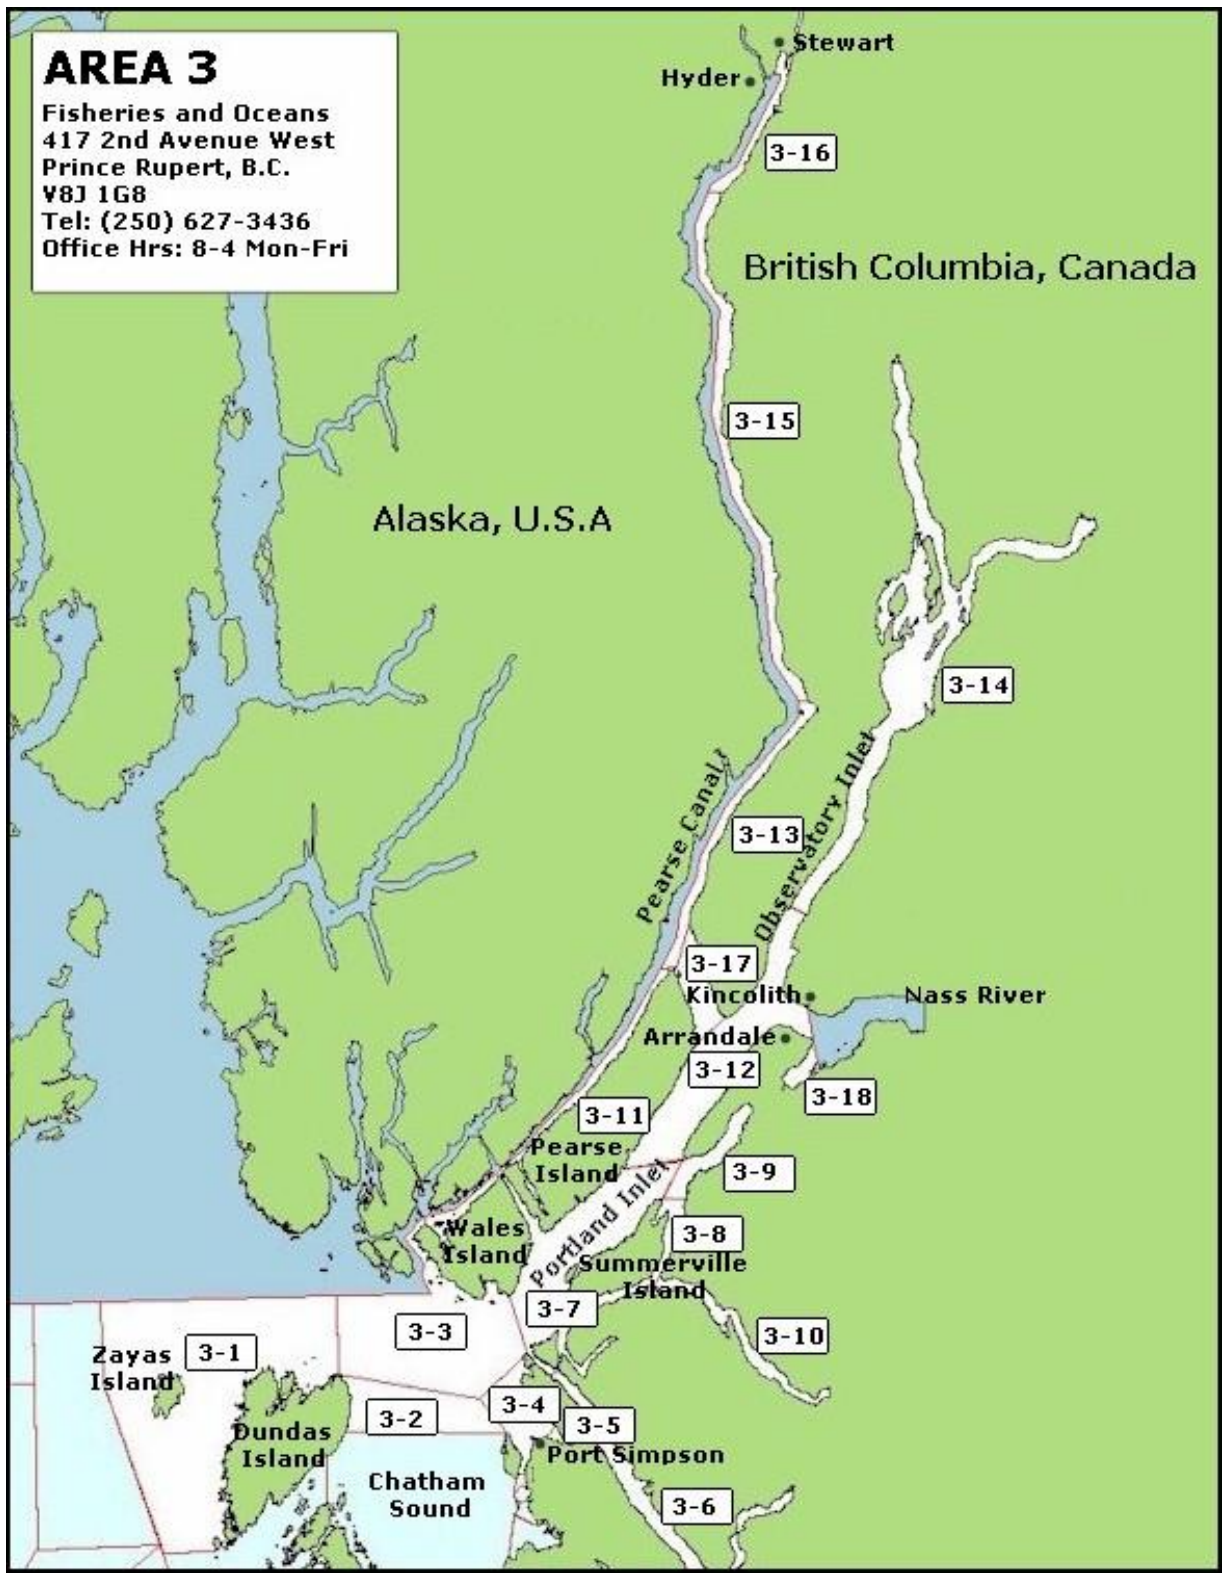 AREA 3
Fisheries and Oceans
417 2nd Avenue West
Prince Rupert, B.C.
V8J 1G8
Tel: (250) 627-3436
Office Hrs: 8-4 Mon-Fri
Stewart
Hyder
3-16
British Columbia, Canada
3-15
Alaska, U.S.A
3-14
Pearse Canal
3-13
Observatory Inlet
3-17
Kincolith
Nass River
Arrandale
3-12
3-18
3-11
Pearse
Island
3-9
Portland Inlet
Wales
Island
3-8
Summerville
Island
3-7
3-10
3-3
3-1
Zayas
Island
3-4
3-2
3-5
Dundas
Island
Port Simpson
Chatham
Sound
3-6